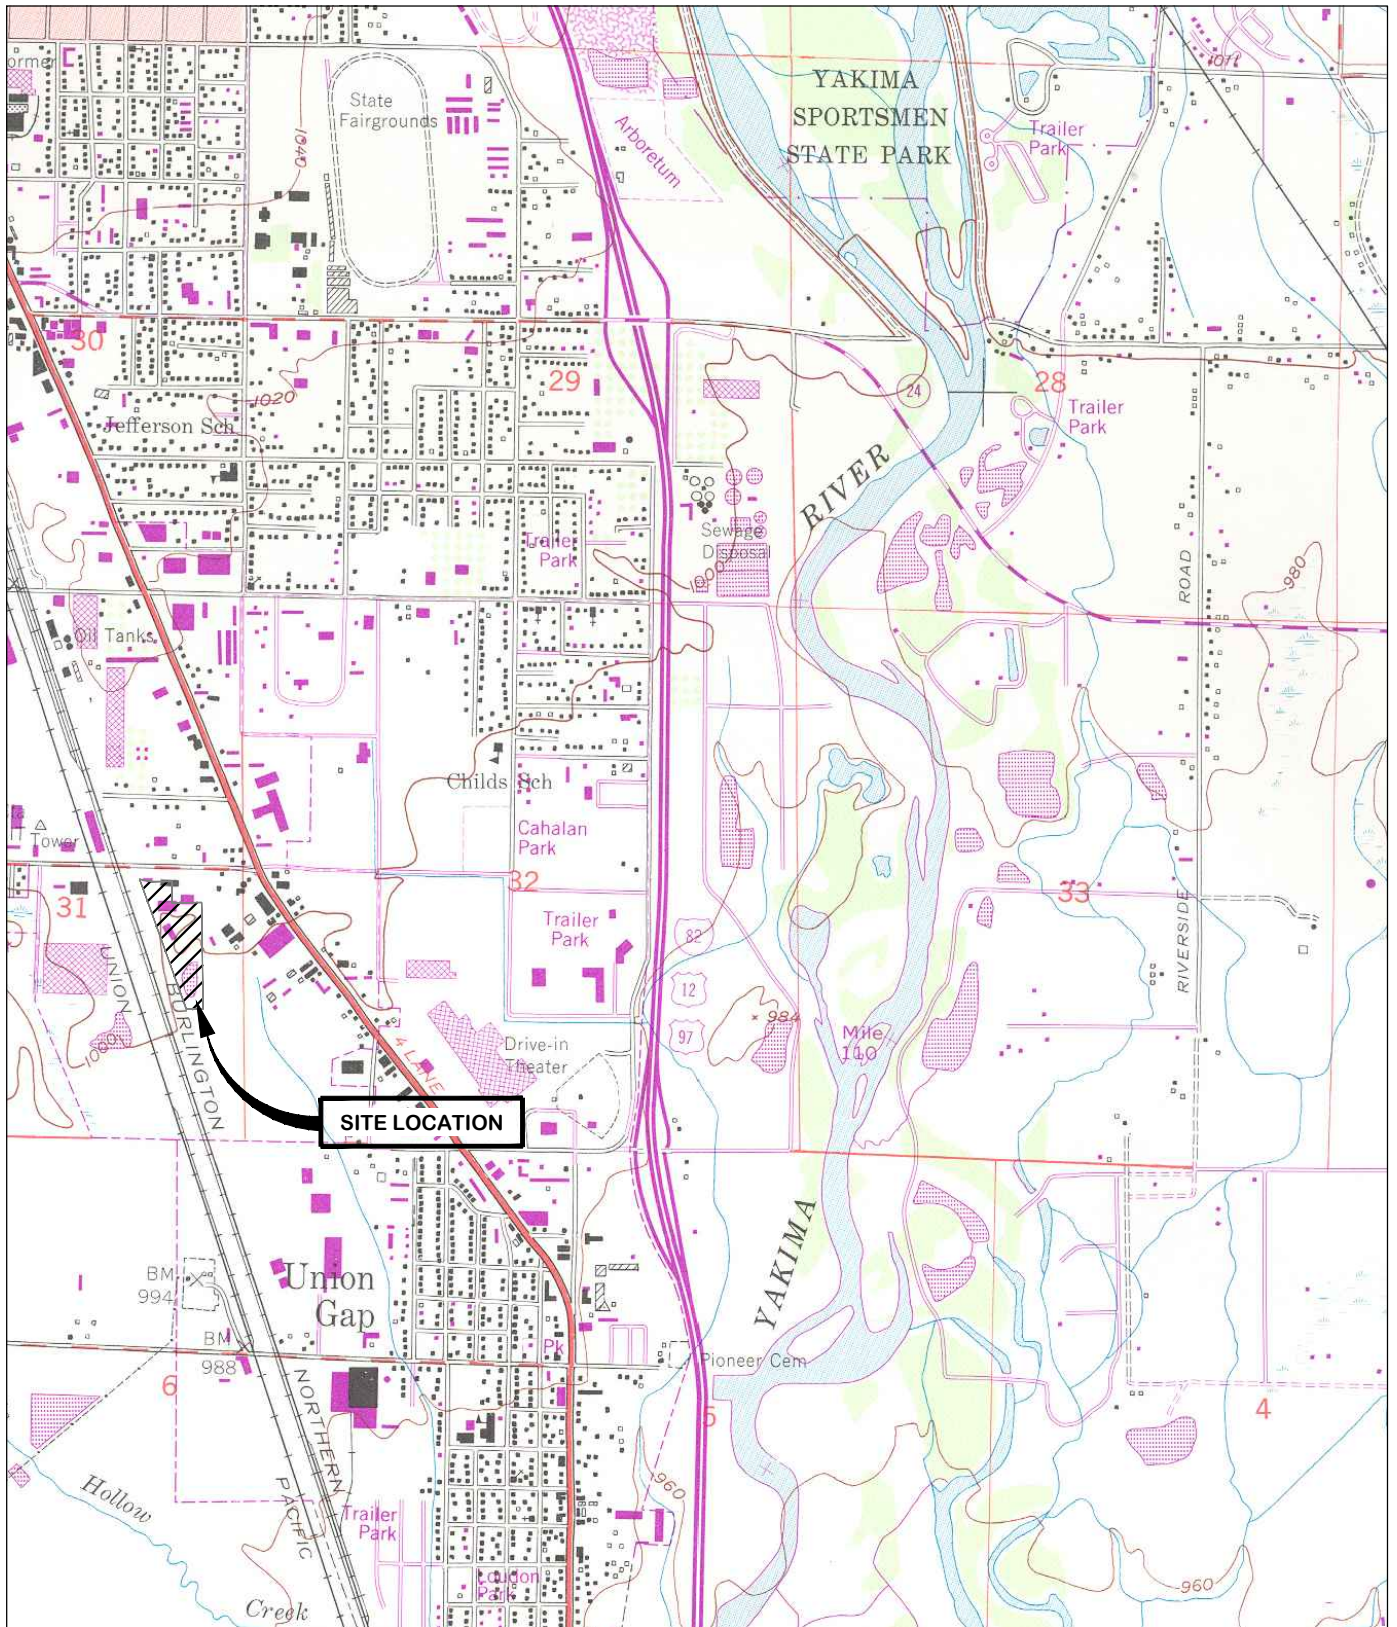 YAKIMA
SPORTSMEN
STATE PARK
1011
State
Fairgrounds
1040
Arboretum
Trailer
Park
30
29
28
24
1020
Jefferson Sch
Trailer
Park
RIVER
Sewage
Disposal
Trailer
Park
1000
ROAD
980
Oil Tanks
Childs Sch
Cahalan
Park
Tower
32
31
33
Trailer
Park
82
12
97
UNION
BURLINGTON
RIVERSIDE
984
Mile
110
1000
4 LANE
Drive-in
Theater
SITE LOCATION
YAKIMA
Union
Gap
BM
994
BM
988
Pk
Pioneer Cem
6
5
4
NORTHERN
PACIFIC
960
Hollow
Trailer
Park
Loudon
Park
960
Creek